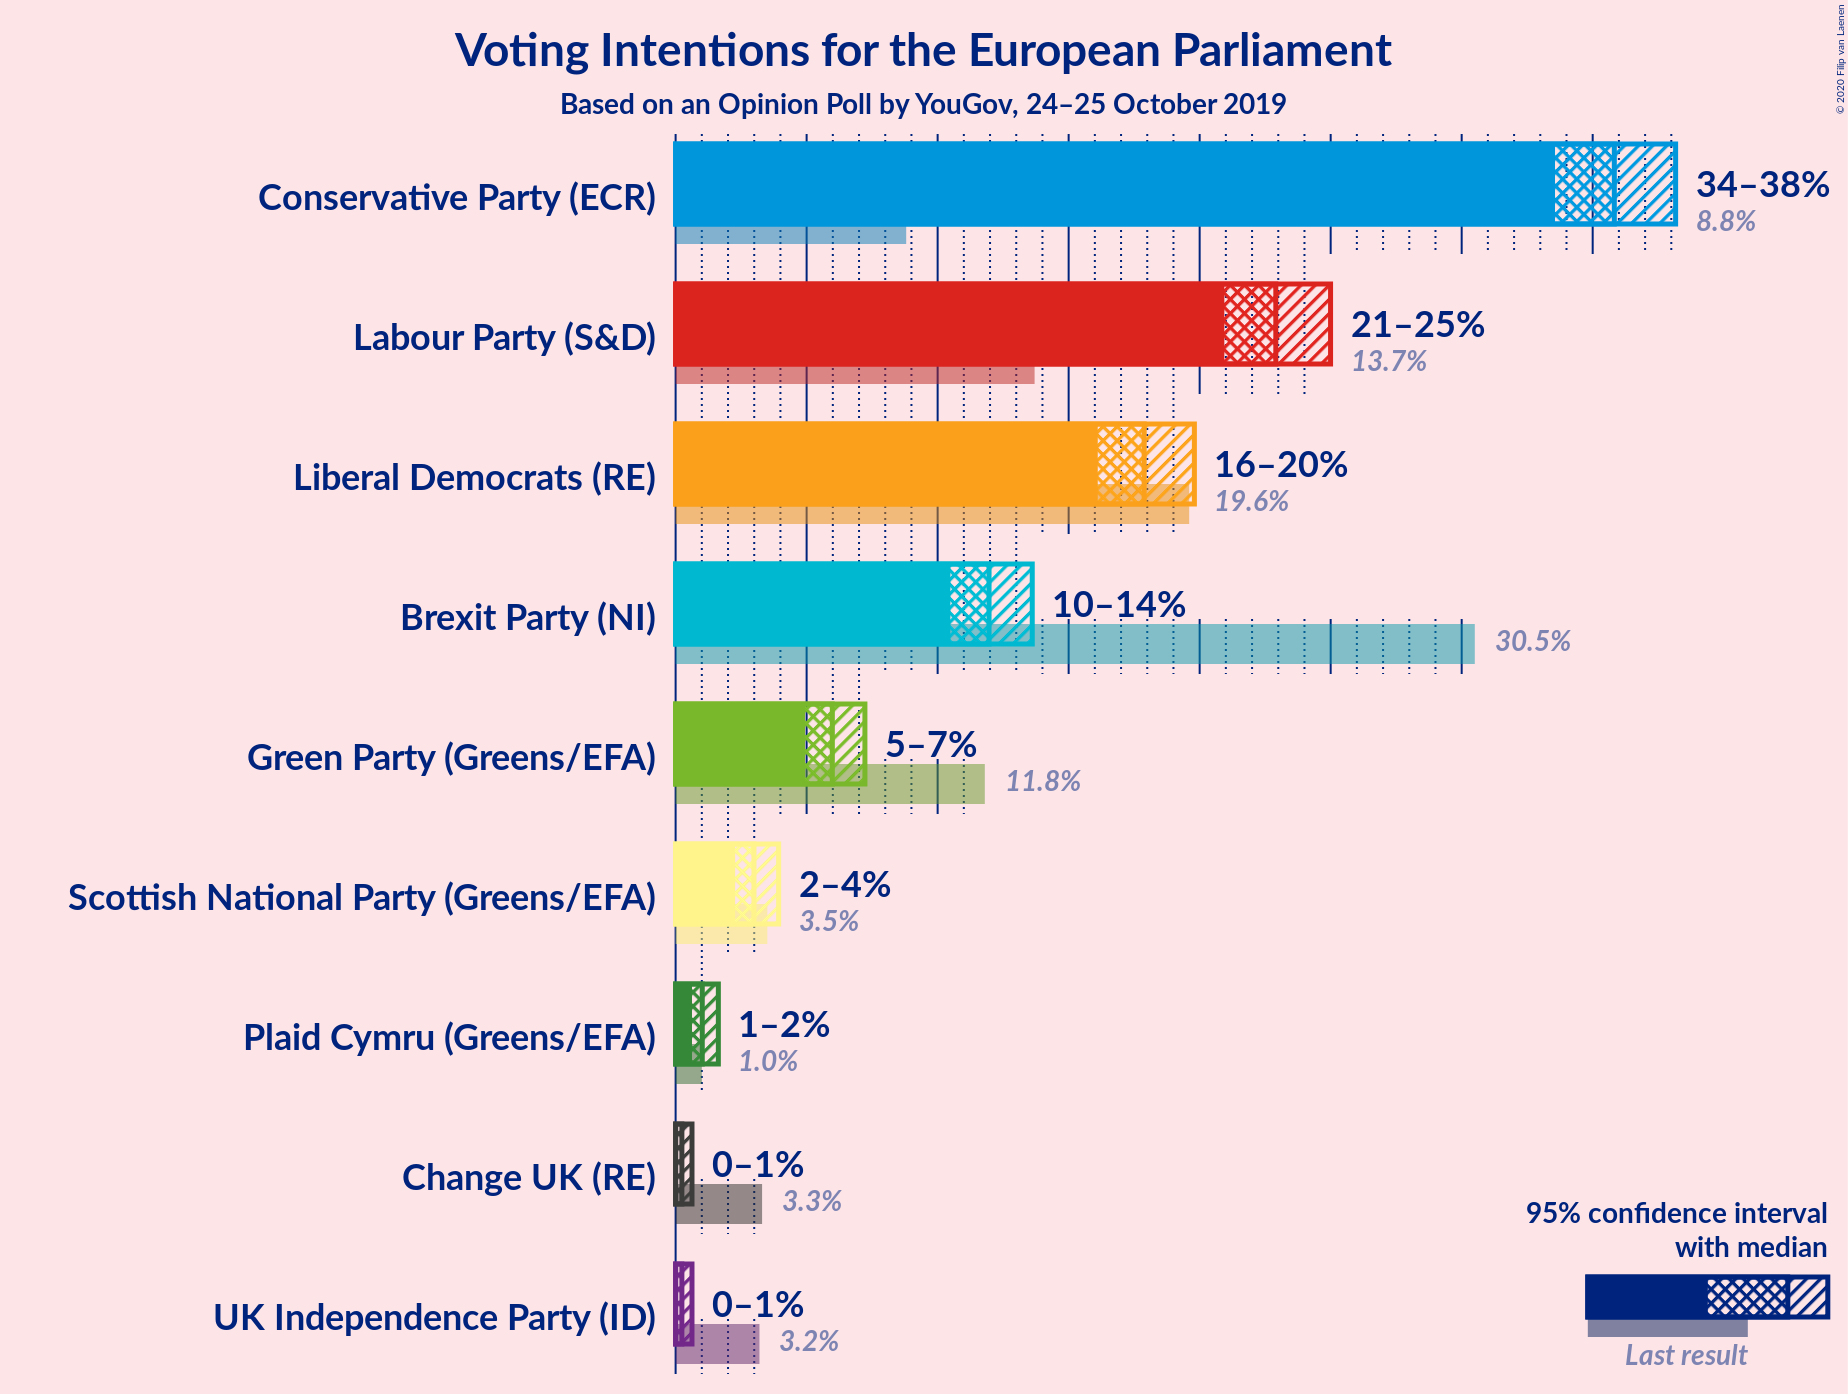 Voting Intentions for the European Parliament
Based on an Opinion Poll by YouGov, 24–25 October 2019
© 2020 Filip van Laenen
Conservative Party (ECR)
34–38%
8.8%
Labour Party (S&D)
21–25%
13.7%
Liberal Democrats (RE)
16–20%
19.6%
Brexit Party (NI)
10–14%
30.5%
Green Party (Greens/EFA)
5–7%
11.8%
Scottish National Party (Greens/EFA)
2–4%
3.5%
Plaid Cymru (Greens/EFA)
1–2%
1.0%
Change UK (RE)
0–1%
3.3%
UK Independence Party (ID)
0–1%
3.2%
95% confidence interval
with median
Last result